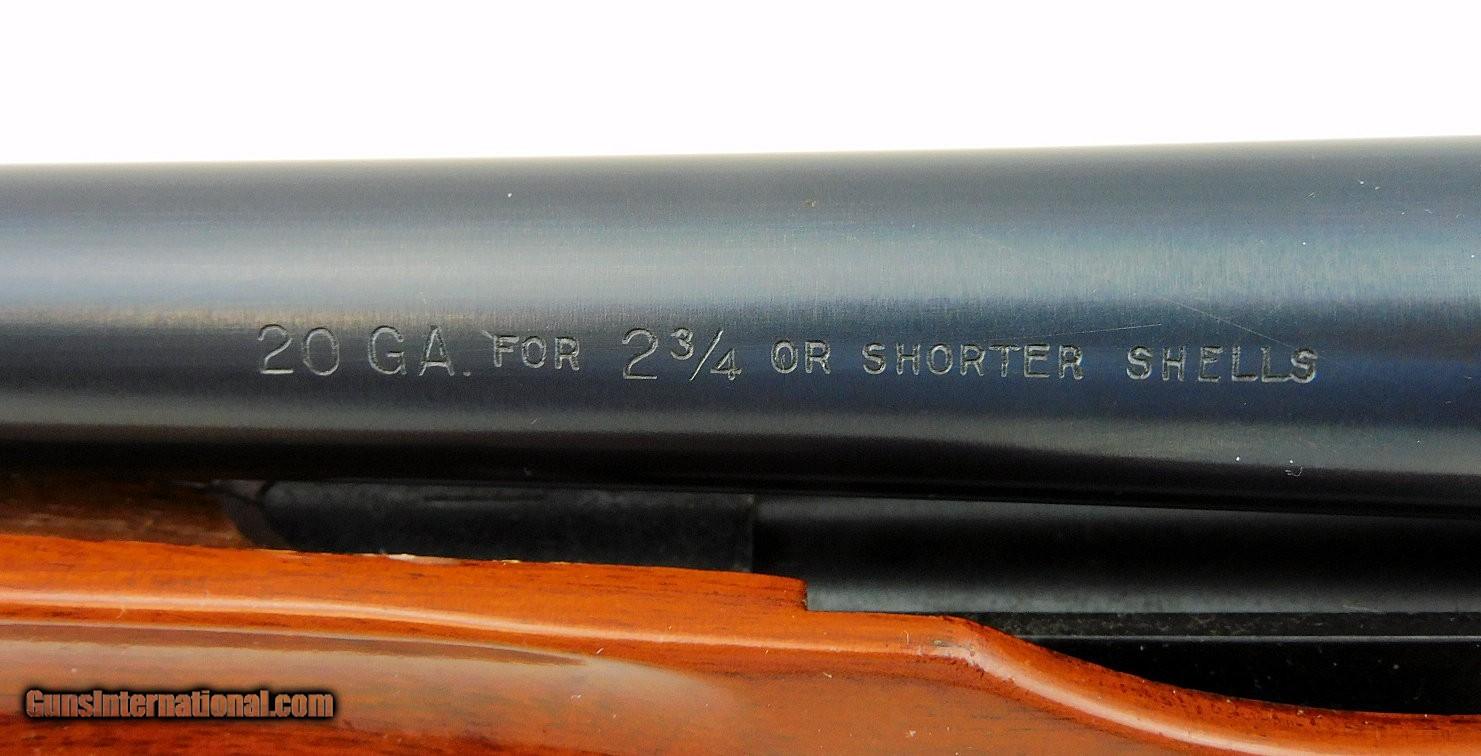 20 GA. FOR 2¾ OR SHORTER SHELLS
GunsInternational.com